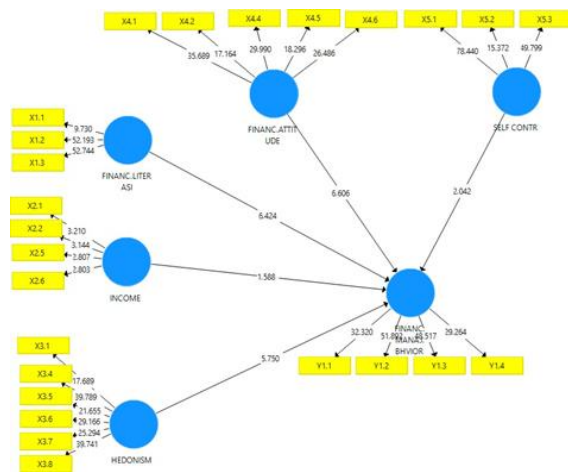 X4.1 X4.2 X4.4 X4.5 X4.6
X5.1 X5.2 X5.3
35.689 17.164 29.990 18.296 26.486
78.440 15.372 49.799
FINANC.ATTIT
UDE
SELF CONTR
X1.1
X1.2
X1.3
9.730
52.193
52.744
FINANC.LITER
ASI
6.606
2.042
6.424
X2.1
X2.2
X2.5
X2.6
3.210
3.144
2.807
2.803
INCOME
1.588
FINANC.
MANAJ.
BHVIOR
32.320 29.264
Y1.1 Y1.2 Y1.3 Y1.4
5.750
X3.1
X3.4
X3.5
X3.6
X3.7
X3.8
17.689
39.789
21.655
29.166
25.294
39.741
HEDONISM